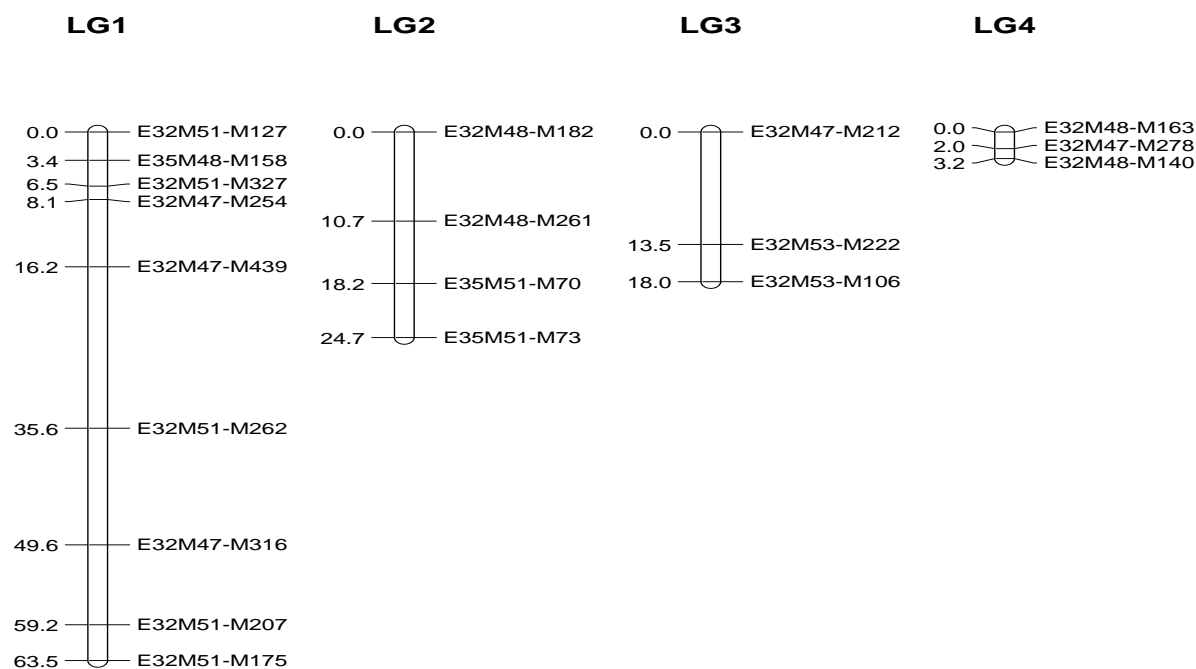 LG1
0.0 E32M51-M127
3.4 E35M48-M158
6.5 E32M51-M327
8.1 E32M47-M254
16.2 E32M47-M439
35.6 E32M51-M262
49.6 E32M47-M316
59.2 E32M51-M207
63.5 E32M51-M175
LG2
0.0 E32M48-M182
10.7 E32M48-M261
18.2 E35M51-M70
24.7 E35M51-M73
LG3
0.0 E32M47-M212
13.5 E32M53-M222
18.0 E32M53-M106
LG4
0.0 E32M48-M163
2.0 E32M47-M278
3.2 E32M48-M140